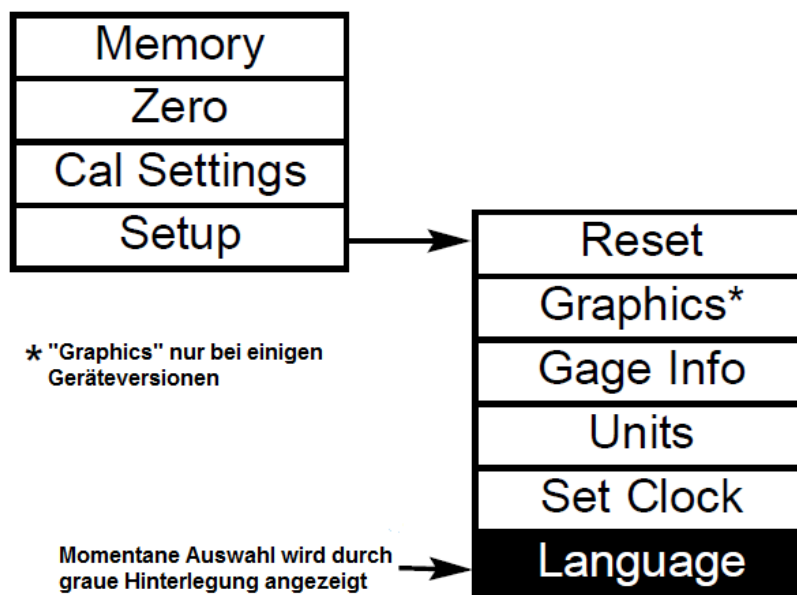 Memory
Zero
Cal Settings
Setup
Reset
Graphics*
Gage Info
Units
Set Clock
Language
* "Graphics" nur bei einigen
Geräteversionen
Momentane Auswahl wird durch
graue Hinterlegung angezeigt